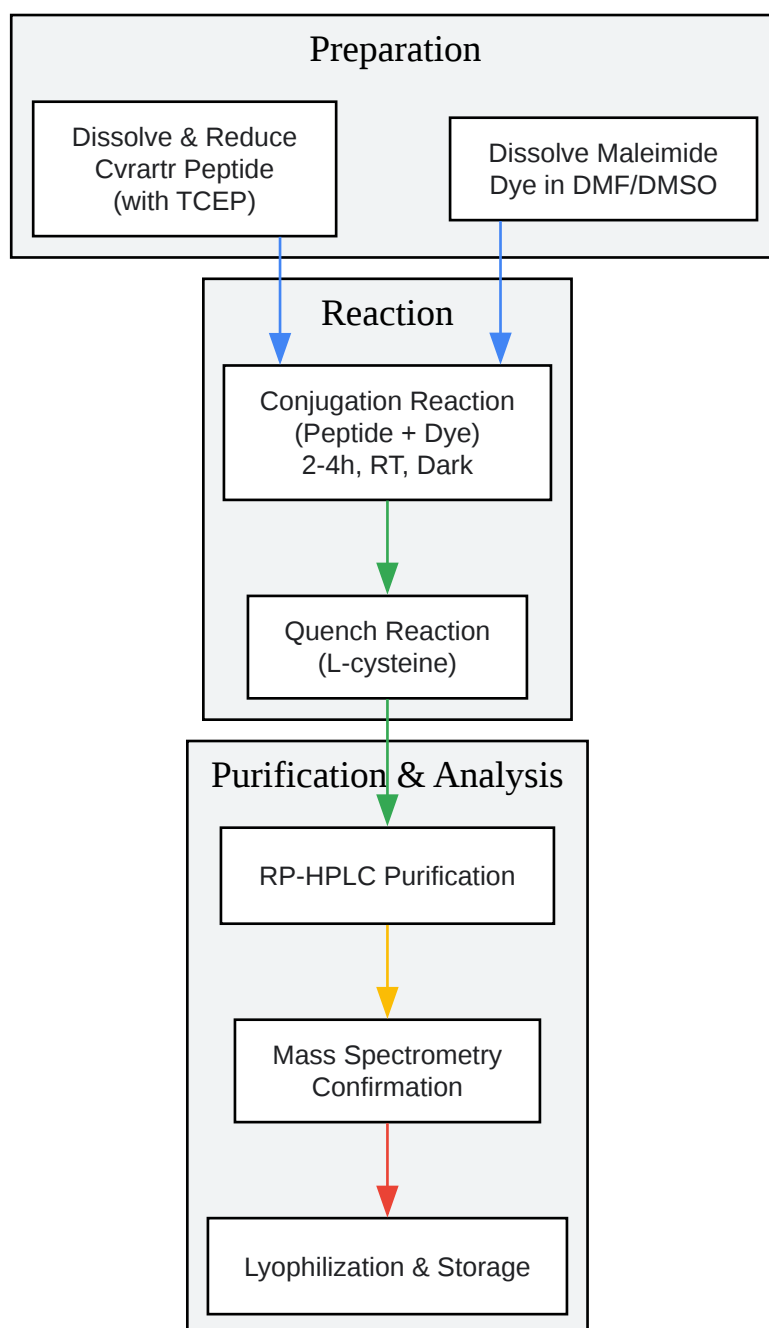 Preparation
Dissolve & Reduce
Cvrartr Peptide
(with TCEP)
Dissolve Maleimide
Dye in DMF/DMSO
Reaction
Conjugation Reaction
(Peptide + Dye)
2-4h, RT, Dark
Quench Reaction
(L-cysteine)
Purification & Analysis
RP-HPLC Purification
Mass Spectrometry
Confirmation
Lyophilization & Storage